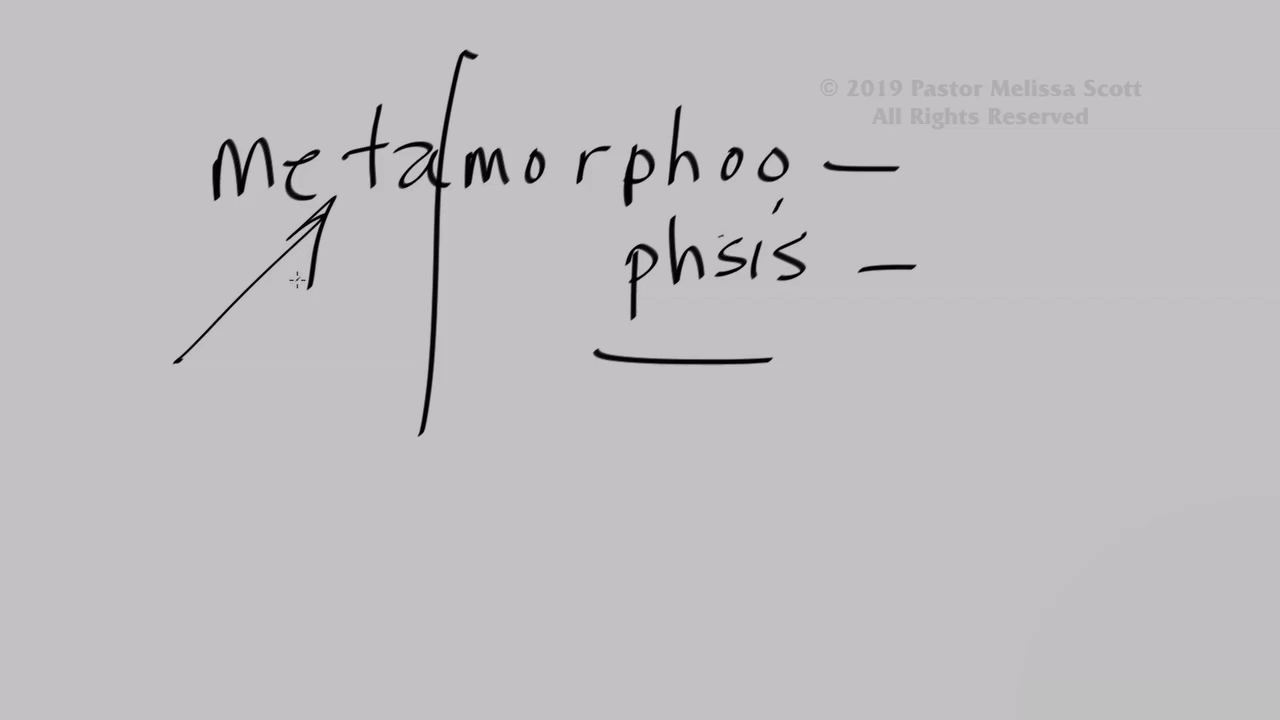 © 2019 Pastor Melissa Scott
All Rights Reserved
metamorphoo —
phsis —